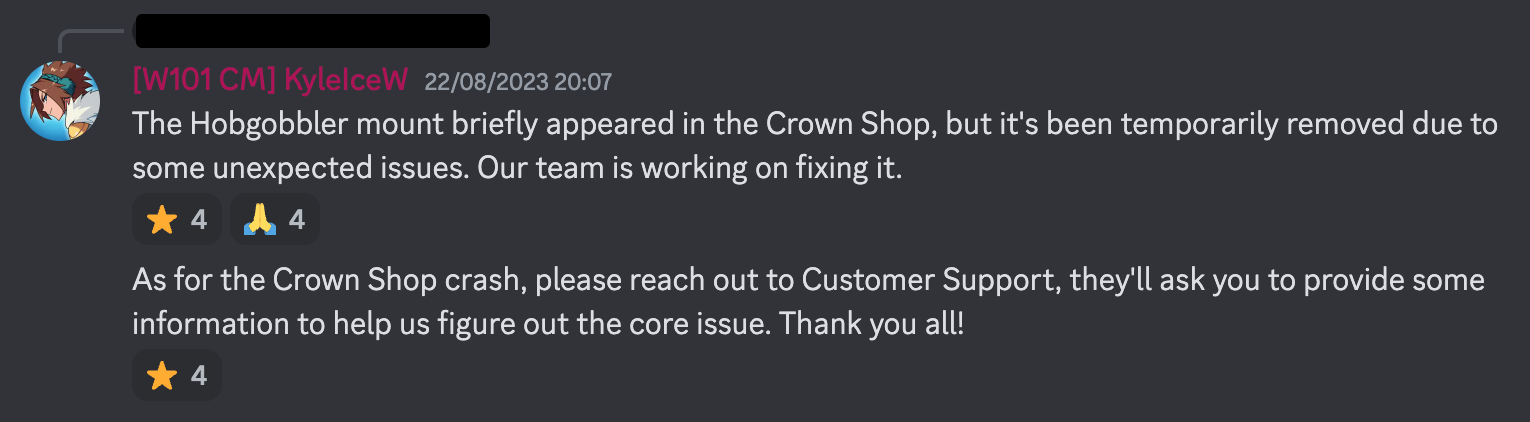 [W101 CM] KyleIceW 22/08/2023 20:07
The Hobgobbler mount briefly appeared in the Crown Shop, but it's been temporarily removed due to
some unexpected issues. Our team is working on fixing it.
⭐ 4 🙏 4
As for the Crown Shop crash, please reach out to Customer Support, they'll ask you to provide some
information to help us figure out the core issue. Thank you all!
⭐ 4